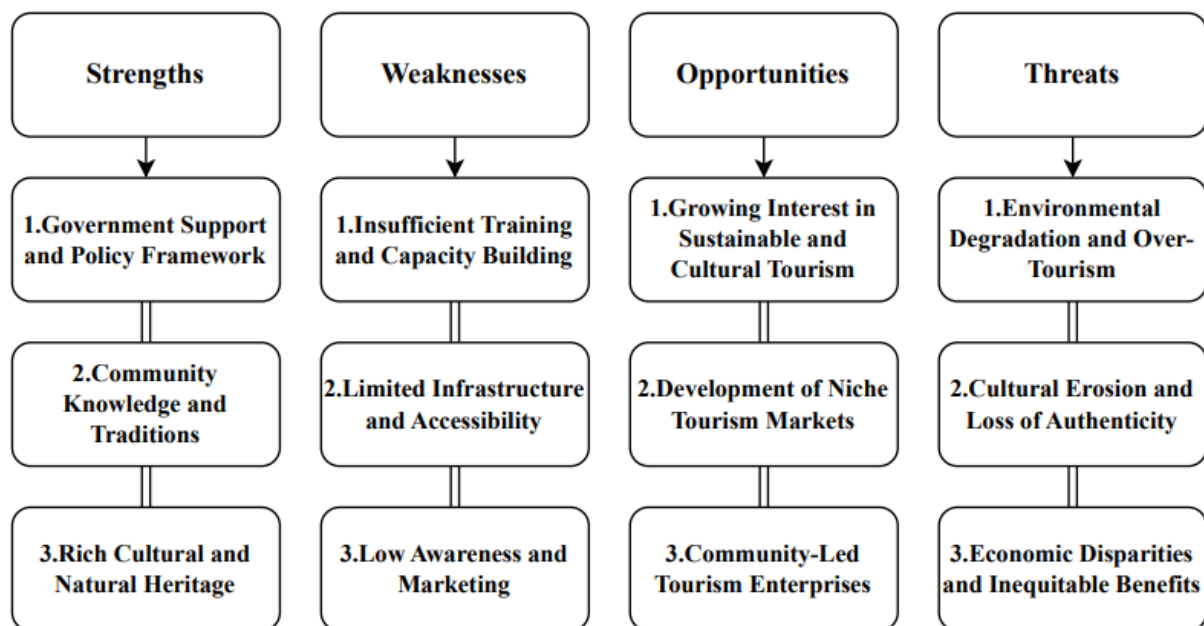 Strengths
Weaknesses
Opportunities
Threats
1.Government Support
and Policy Framework
1.Insufficient Training
and Capacity Building
1.Growing Interest in
Sustainable and
Cultural Tourism
1.Environmental
Degradation and Over-
Tourism
2.Community
Knowledge and
Traditions
2.Limited Infrastructure
and Accessibility
2.Development of Niche
Tourism Markets
2.Cultural Erosion and
Loss of Authenticity
3.Rich Cultural and
Natural Heritage
3.Low Awareness and
Marketing
3.Community-Led
Tourism Enterprises
3.Economic Disparities
and Inequitable Benefits